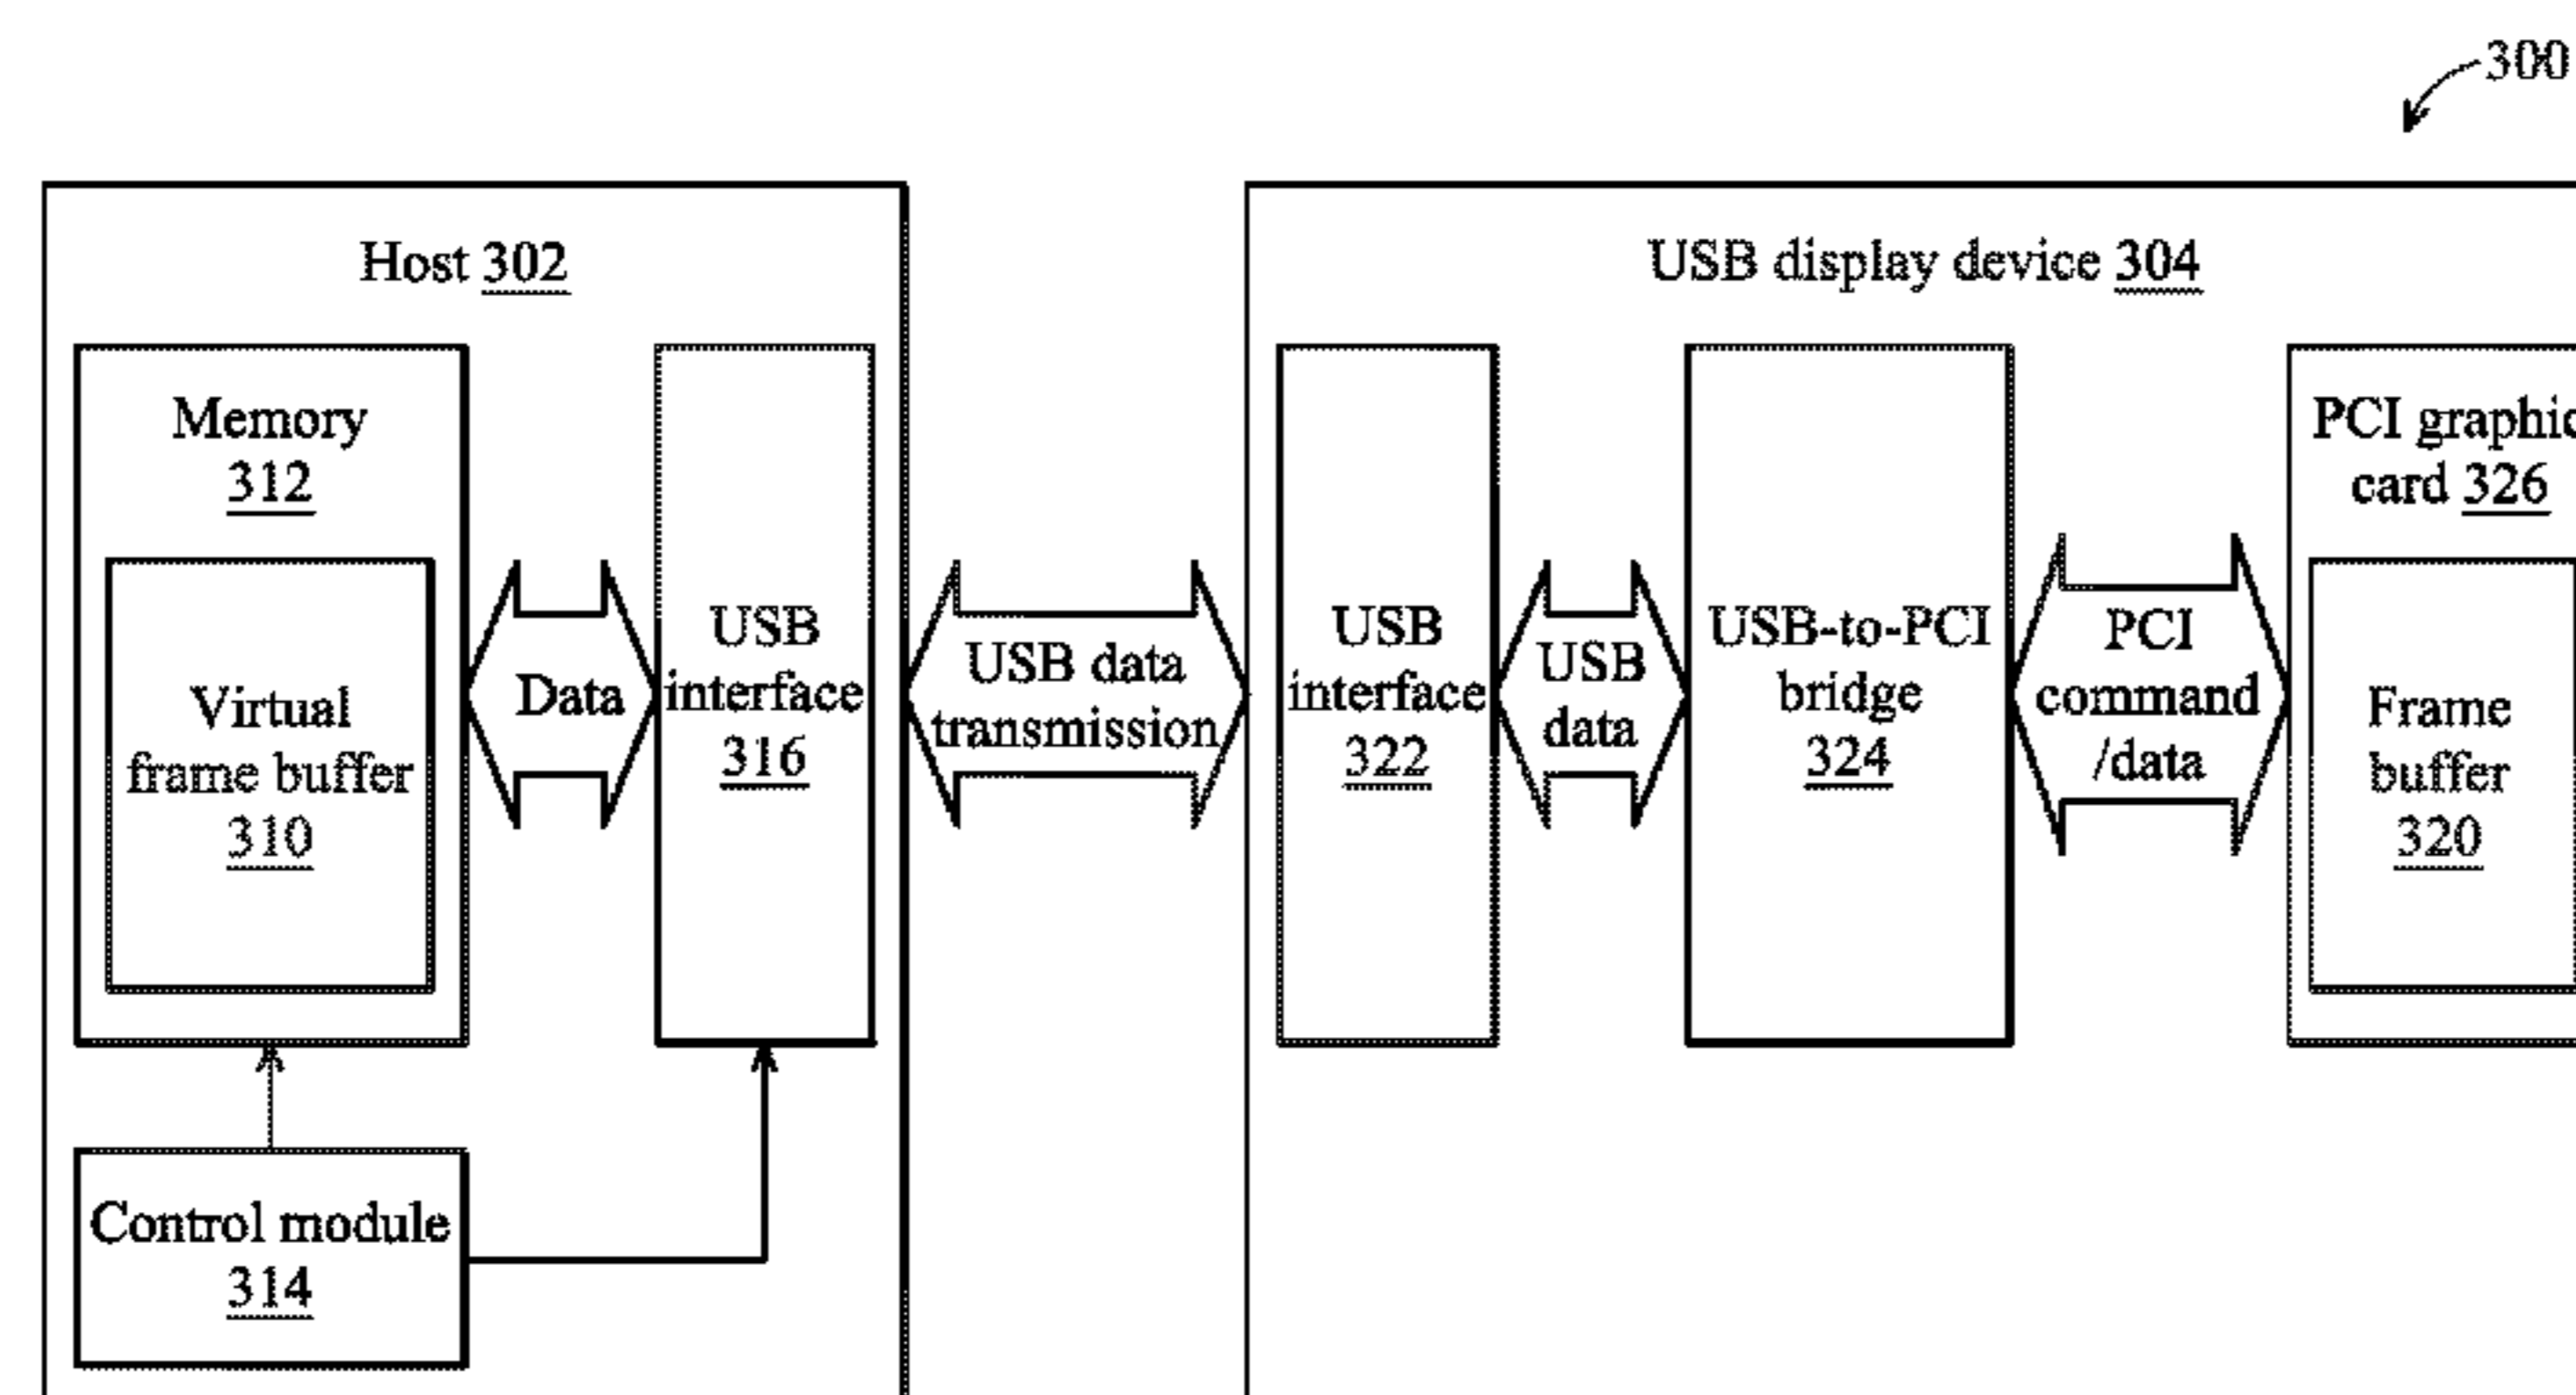 300
Host 302
USB display device 304
Memory
312
Virtual
frame buffer
310
Data
USB
interface
316
Control module
314
USB data
transmission
USB
interface
322
USB
data
USB-to-PCI
bridge
324
PCI
command
/data
PCI graphic
card 326
Frame
buffer
320